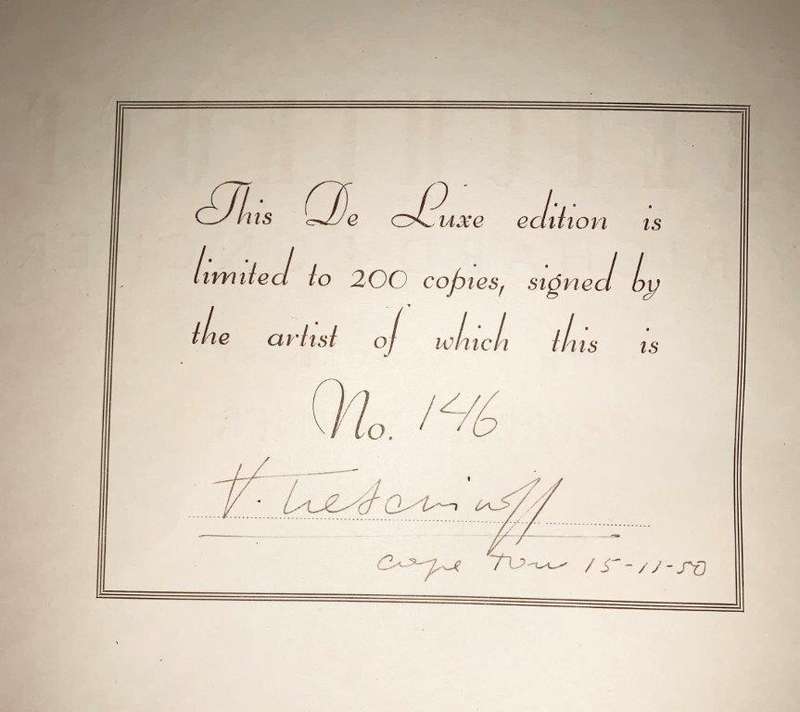 This De Luxe edition is
limited to 200 copies, signed by
the artist of which this is
No. 146
V. Tretchikoff
Cape Town 15-11-50